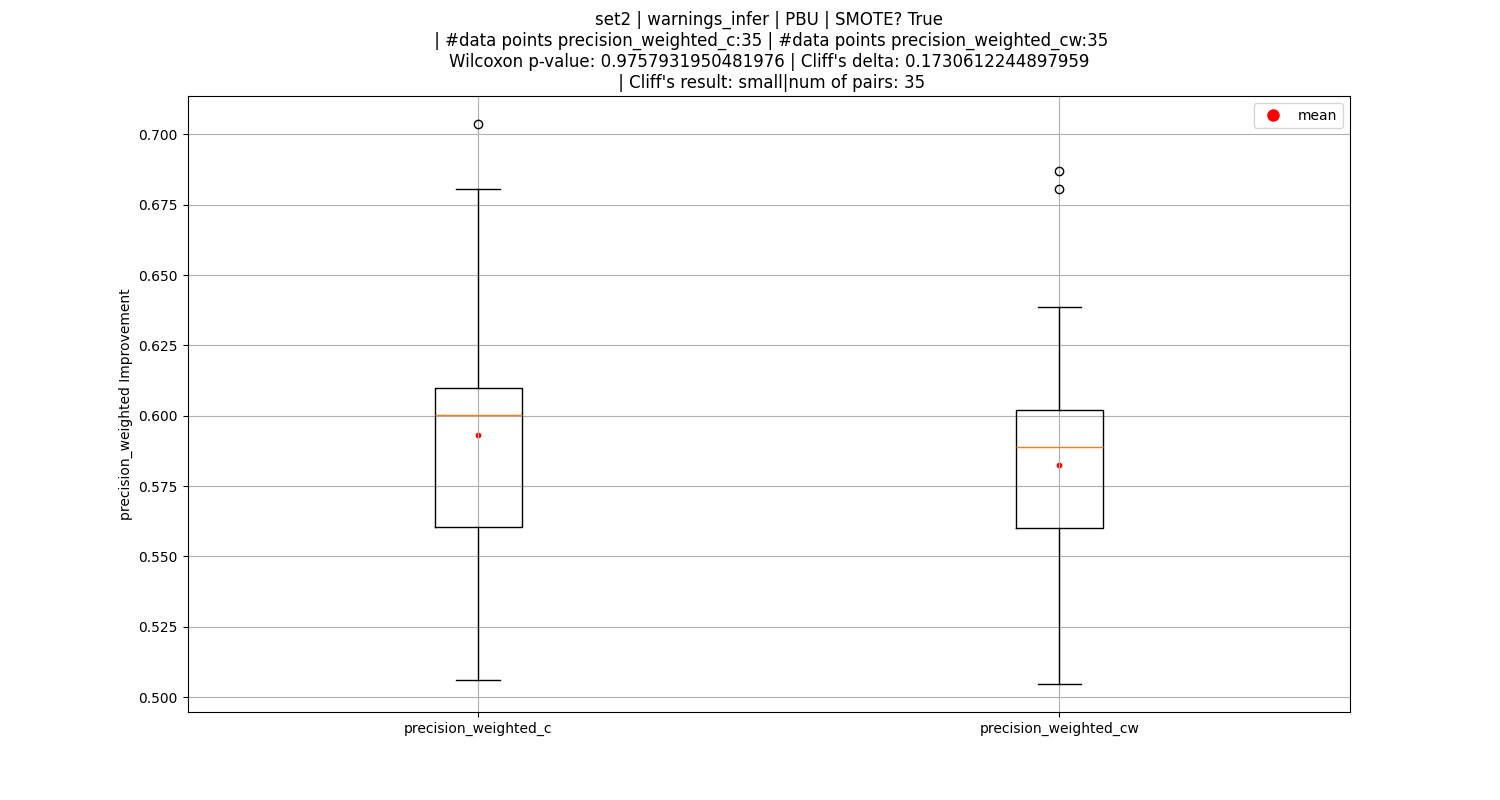 set2 | warnings_infer | PBU | SMOTE? True
| #data points precision_weighted_c:35 | #data points precision_weighted_cw:35
Wilcoxon p-value: 0.9757931950481976 | Cliff's delta: 0.1730612244897959
| Cliff's result: small|num of pairs: 35
mean
0.700
0.675
0.650
0.625
0.600
0.575
0.550
0.525
0.500
precision_weighted Improvement
precision_weighted_c
precision_weighted_cw